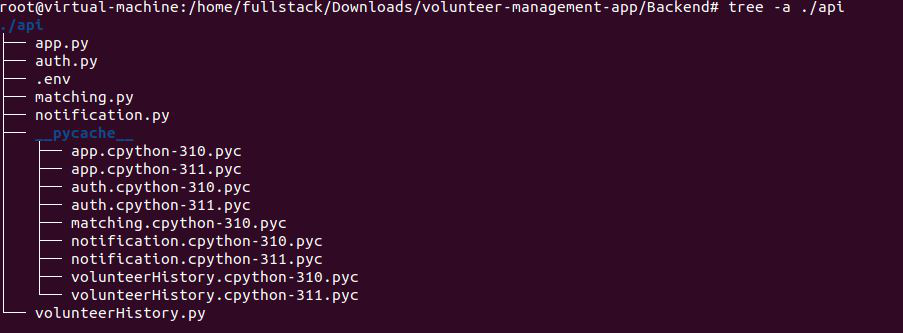 root@virtual-machine:/home/fullstack/Downloads/volunteer-management-app/Backend# tree -a ./api
./api
├── app.py
├── auth.py
├── .env
├── matching.py
├── notification.py
├── __pycache__
│   ├── app.cpython-310.pyc
│   ├── app.cpython-311.pyc
│   ├── auth.cpython-310.pyc
│   ├── auth.cpython-311.pyc
│   ├── matching.cpython-310.pyc
│   ├── notification.cpython-310.pyc
│   ├── notification.cpython-311.pyc
│   ├── volunteerHistory.cpython-310.pyc
│   └── volunteerHistory.cpython-311.pyc
└── volunteerHistory.py